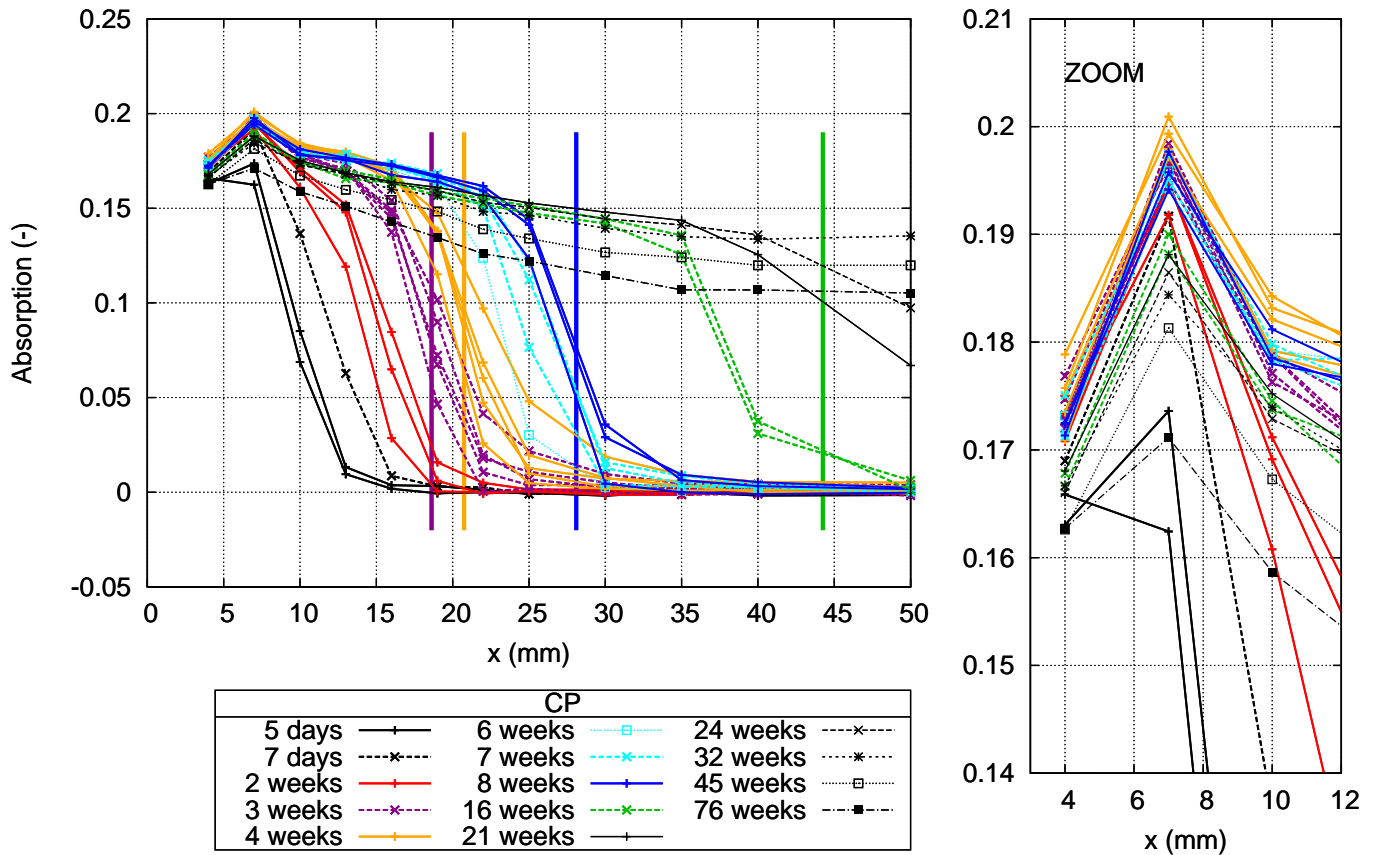 0.25
0.2
0.15
0.1
0.05
0
-0.05
Absorption (-)
0 5 10 15 20 25 30 35 40 45 50
x (mm)
ZOOM
0.21
0.2
0.19
0.18
0.17
0.16
0.15
0.14
4 6 8 10 12
x (mm)
CP
5 days 6 weeks 24 weeks
7 days 7 weeks 32 weeks
2 weeks 8 weeks 45 weeks
3 weeks 16 weeks 76 weeks
4 weeks 21 weeks